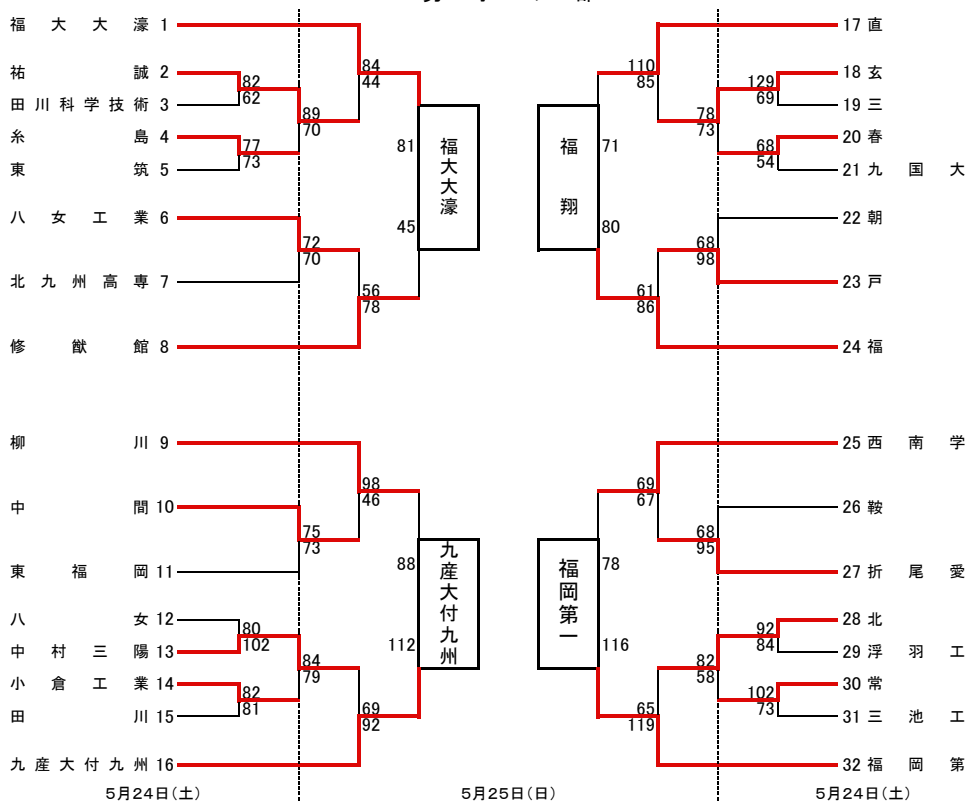 福大大濠 1
祐誠 2
田川科学技術 3
糸島 4
東筑 5
八女工業 6
北九州高専 7
修猷館 8
柳川 9
中間 10
東福岡 11
八女 12
中村三陽 13
小倉工業 14
田川 15
九産大付九州 16
82
62
77
73
89
70
72
70
84
44
56
78
81
45
福大大濠
75
73
80
102
82
81
84
79
98
46
69
92
88
112
九産大付九州
福翔
71
80
110
85
61
86
78
73
68
98
129
69
68
54
福岡第一
78
116
69
67
65
119
68
95
82
58
92
84
102
73
17 直
18 玄
19 三
20 春
21 九国大
22 朝
23 戸
24 福
25 西南学
26 鞍
27 折尾愛
28 北
29 浮羽工
30 常
31 三池工
32 福岡第
5月24日(土)
5月25日(日)
5月24日(土)